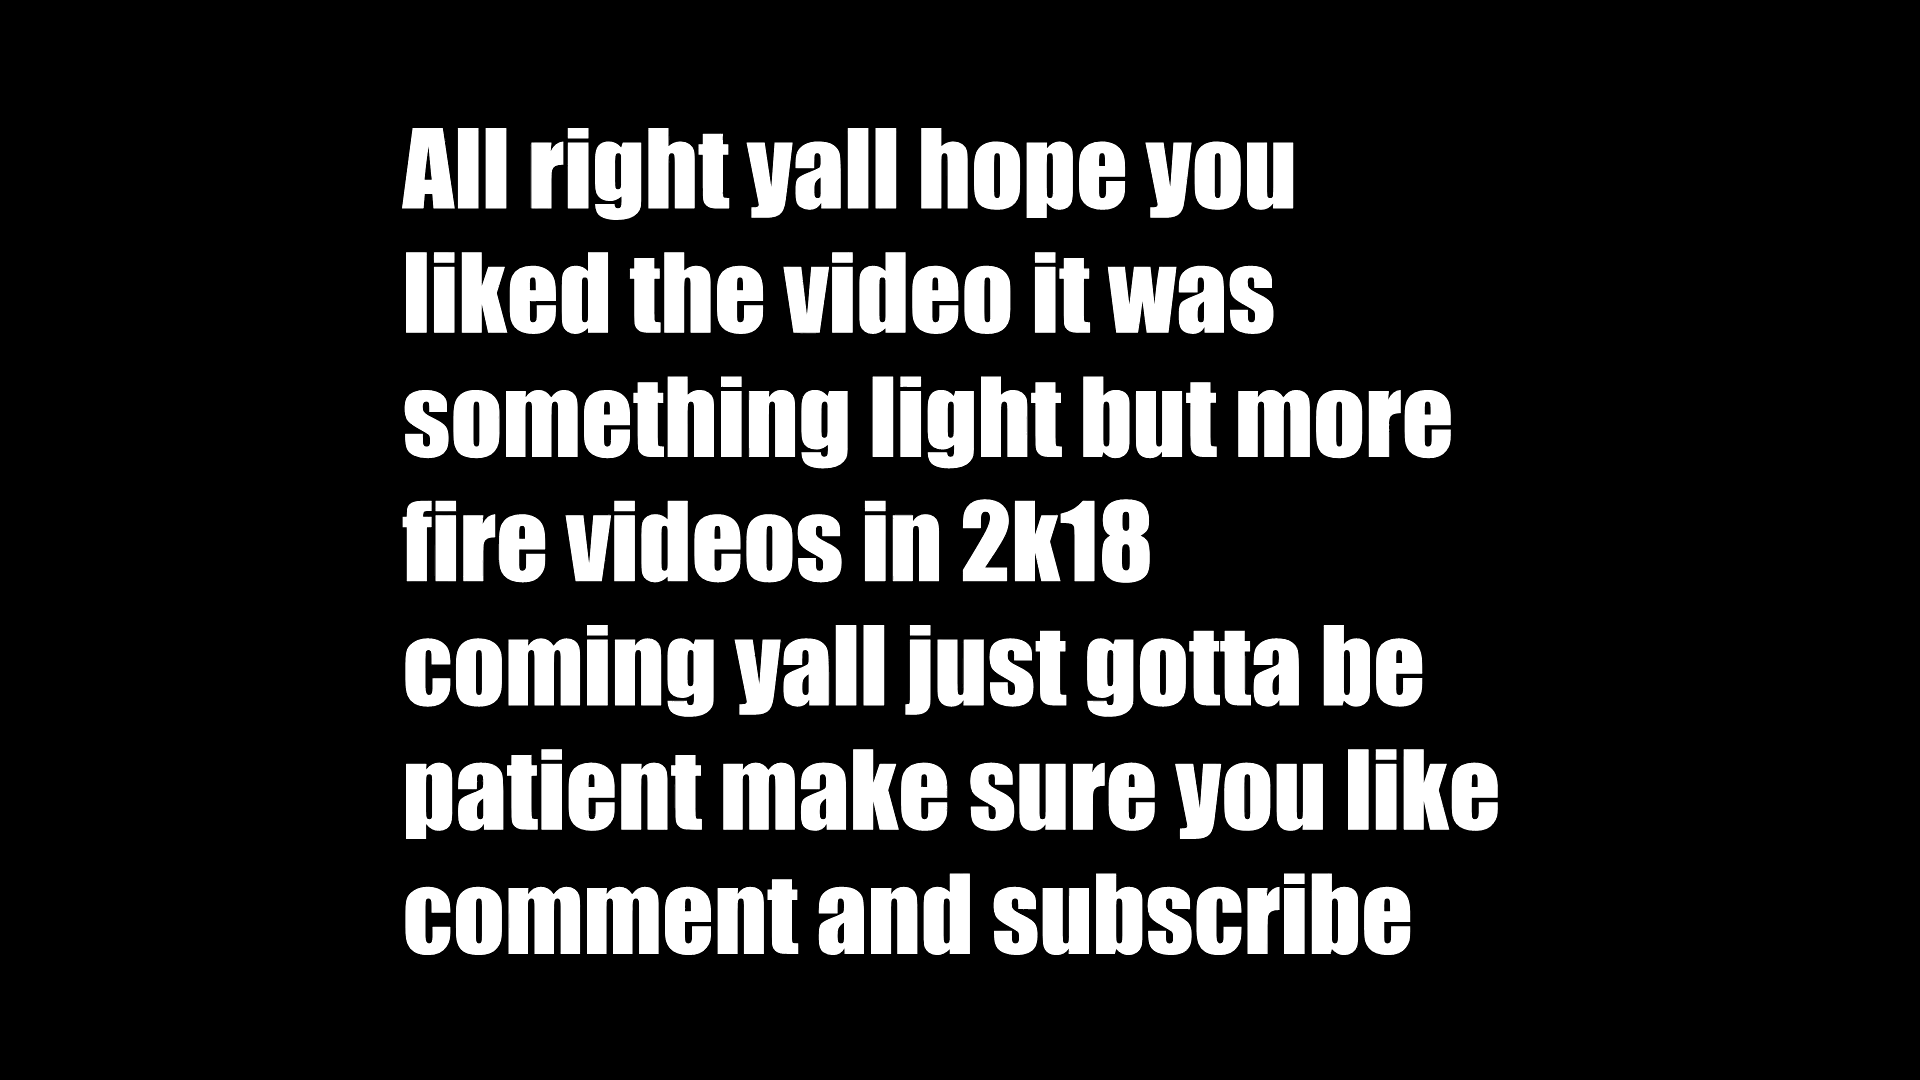 All right yall hope you
liked the video it was
something light but more
fire videos in 2k18
coming yall just gotta be
patient make sure you like
comment and subscribe